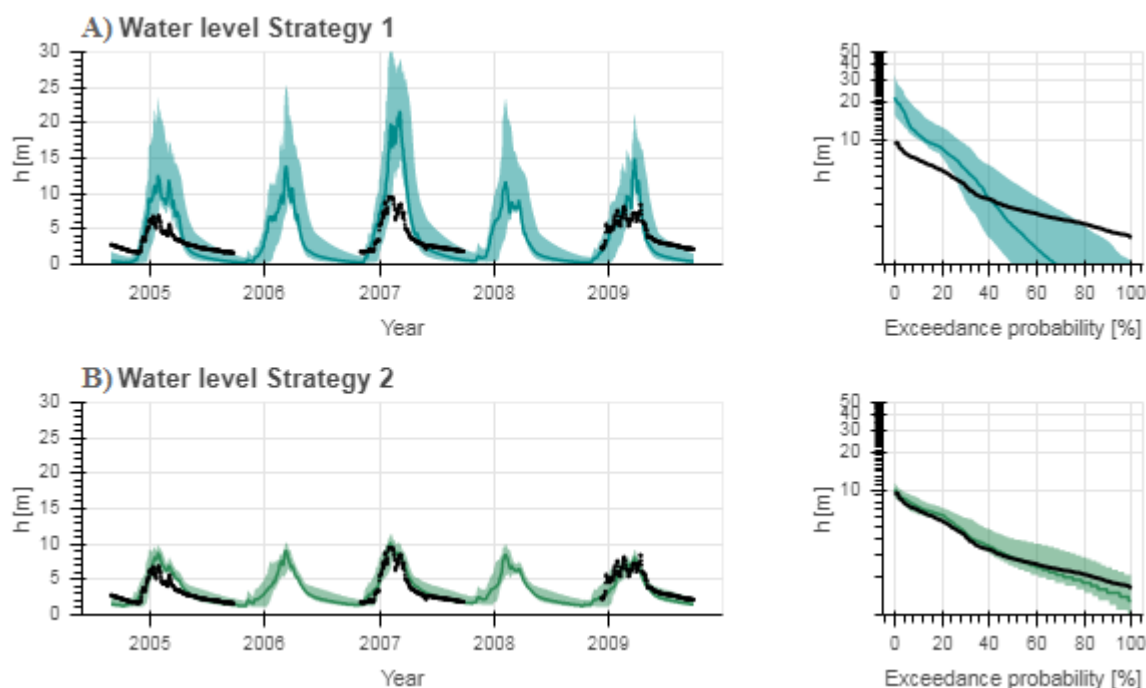 A) Water level Strategy 1
30
25
20
15
10
5
0
h [m]
2005 2006 2007 2008 2009
Year
50
40
30
20
10
h [m]
0 20 40 60 80 100
Exceedance probability [%]
B) Water level Strategy 2
30
25
20
15
10
5
0
h [m]
2005 2006 2007 2008 2009
Year
50
40
30
20
10
h [m]
0 20 40 60 80 100
Exceedance probability [%]